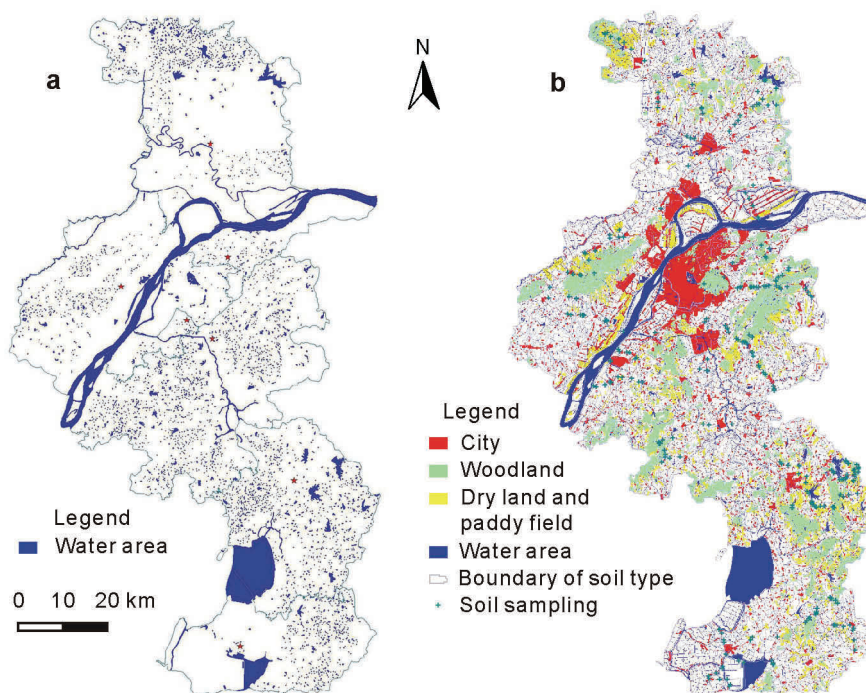 a
N
b
Legend
Water area
0 10 20 km
Legend
City
Woodland
Dry land and
paddy field
Water area
Boundary of soil type
Soil sampling